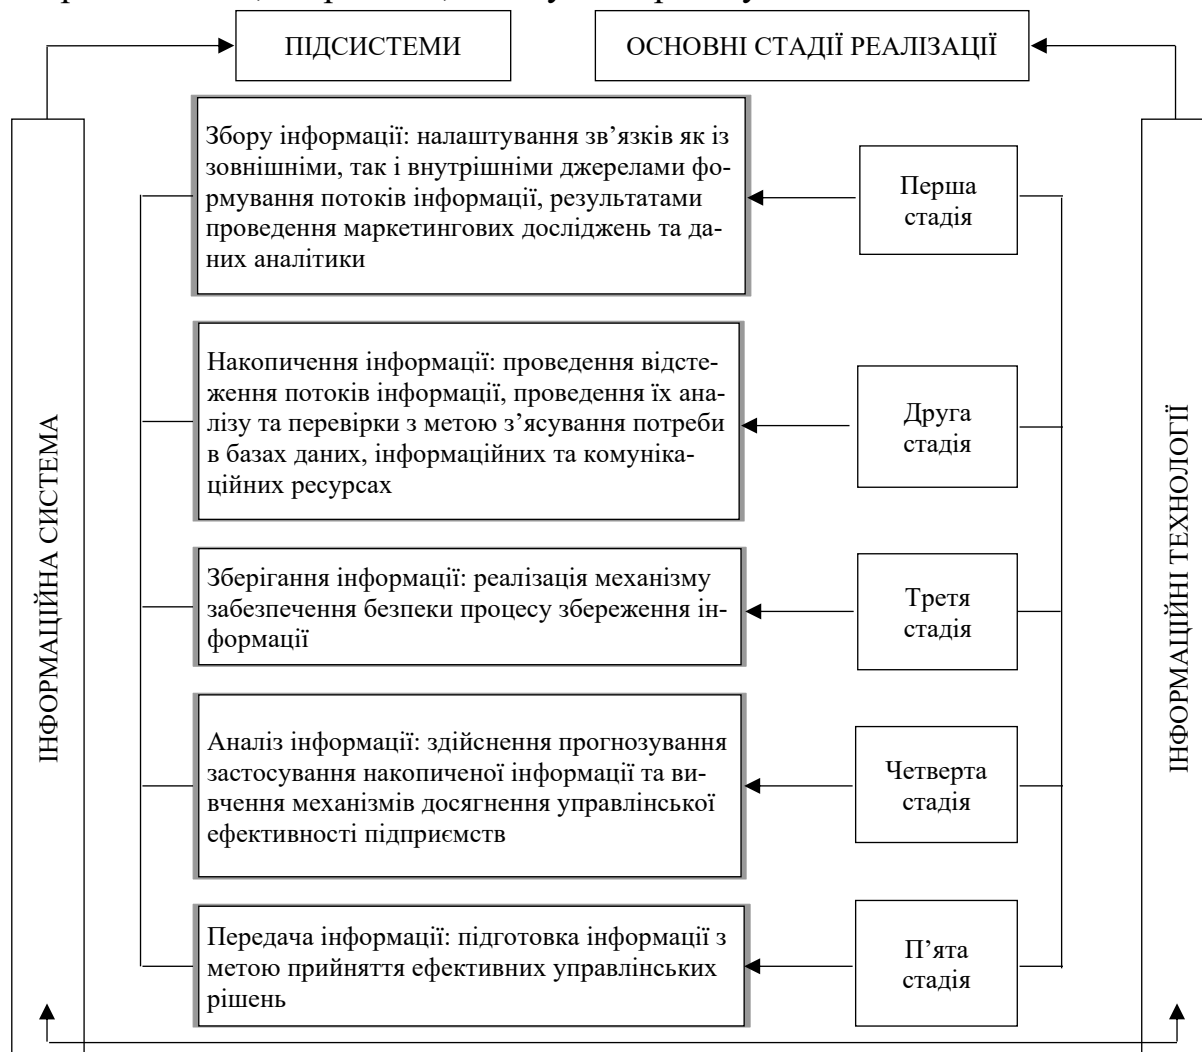 ПІДСИСТЕМИ
ОСНОВНІ СТАДІЇ РЕАЛІЗАЦІЇ
ІНФОРМАЦІЙНА СИСТЕМА
Збору інформації: налаштування зв’язків як із
зовнішніми, так і внутрішніми джерелами фо-
рмування потоків інформації, результатами
проведення маркетингових досліджень та да-
них аналітики
Перша
стадія
Накопичення інформації: проведення відсте-
ження потоків інформації, проведення їх ана-
лізу та перевірки з метою з’ясування потреби
в базах даних, інформаційних та комуніка-
ційних ресурсах
Друга
стадія
Зберігання інформації: реалізація механізму
забезпечення безпеки процесу збереження ін-
формації
Третя
стадія
Аналіз інформації: здійснення прогнозування
застосування накопиченої інформації та ви-
вчення механізмів досягнення управлінської
ефективності підприємств
Четверта
стадія
Передача інформації: підготовка інформації з
метою прийняття ефективних управлінських
рішень
П’ята
стадія
ІНФОРМАЦІЙНІ ТЕХНОЛОГІЇ